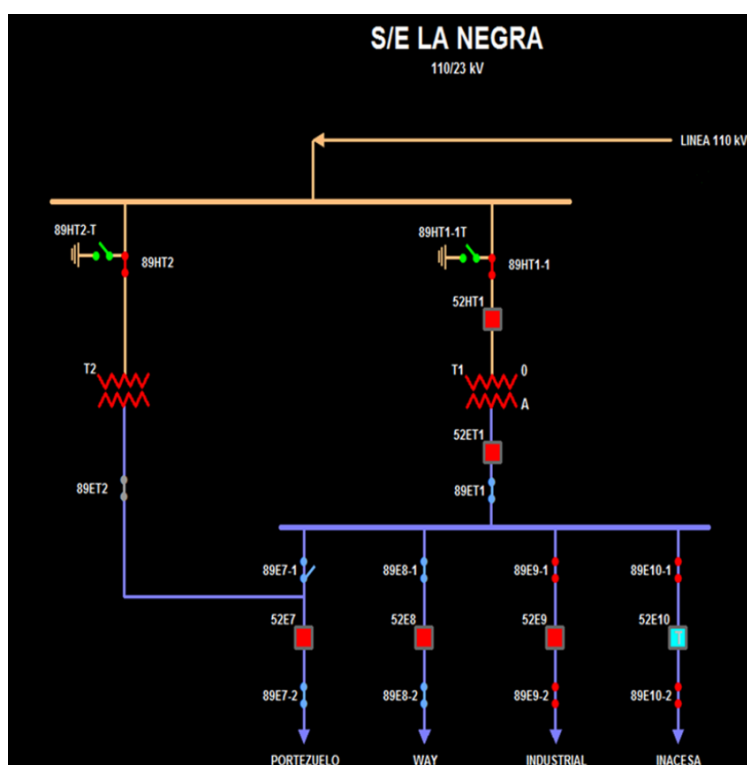 S/E LA NEGRA
110/23 kV
LINEA 110 kV
89HT2-T
89HT1-1T
89HT2
89HT1-1
52HT1
T2
T1
0
A
52ET1
89ET2
89ET1
89E7-1
89E8-1
89E9-1
89E10-1
52E7
52E8
52E9
52E10
T
89E7-2
89E8-2
89E9-2
89E10-2
PORTEZUELO
WAY
INDUSTRIAL
INACESA